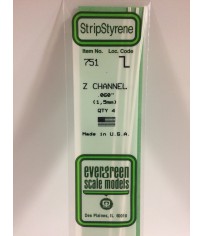 StripStyrene
Item No. Loc. Code
751
Z CHANNEL
.060"
(1,5mm)
QTY 4
Made in U.S.A.
evergreen
scale models
Des Plaines, IL 60018